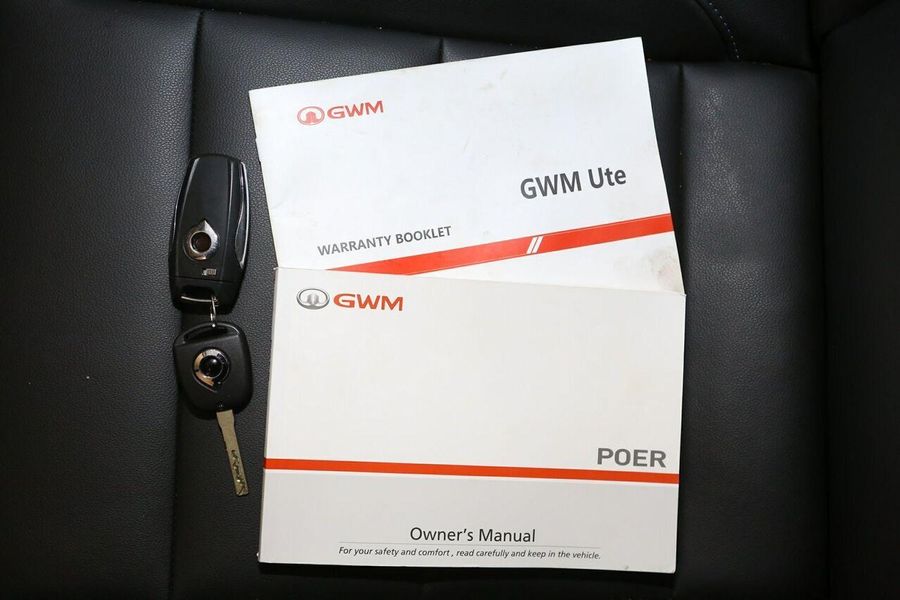 GWM
GWM Ute
WARRANTY BOOKLET
GWM
POER
Owner's Manual
For your safety and comfort , read carefully and keep in the vehicle.